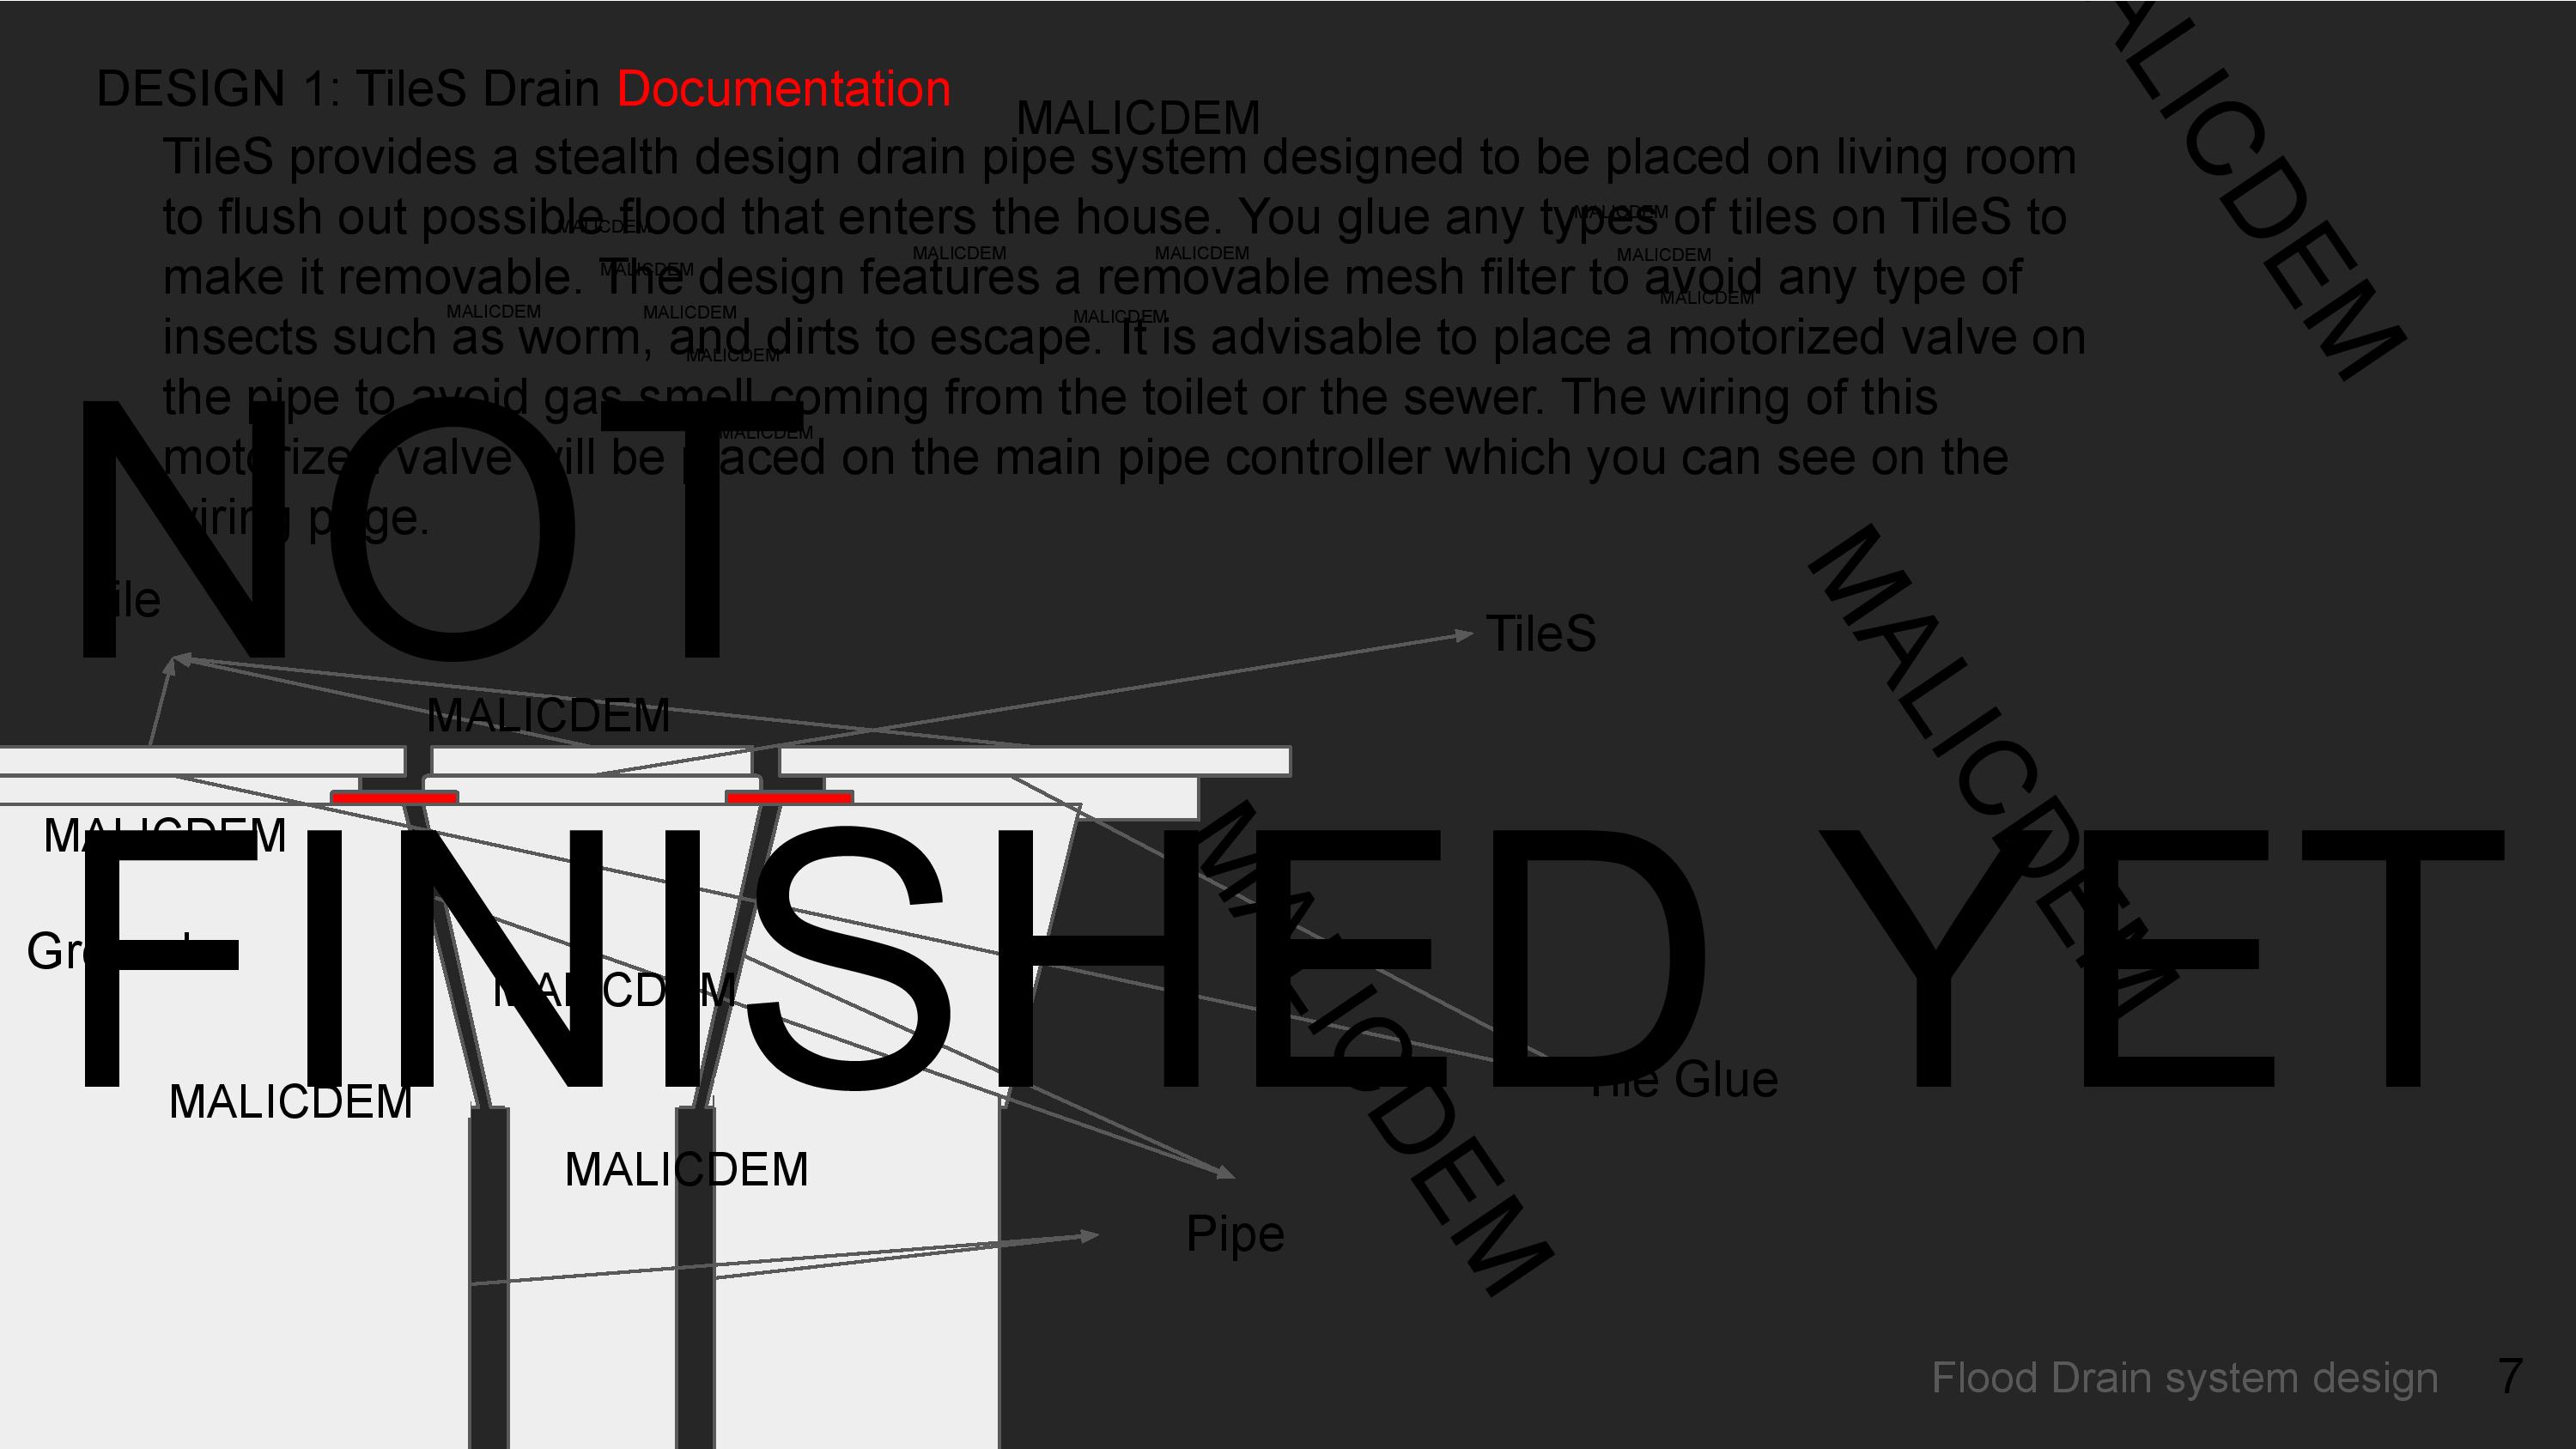 MALICDEM
DESIGN 1: TileS Drain Documentation
MALICDEM
TileS provides a stealth design drain pipe system designed to be placed on living room
to flush out possible flood that enters the house. You glue any types of tiles on TileS to
MALICDEM
MALICDEM
MALICDEM
MALICDEM
MALICDEM
MALICDEM
make it removable. The design features a removable mesh filter to avoid any type of
MALICDEM
MALICDEM
MALICDEM
MALICDEM
insects such as worm, and dirts to escape. It is advisable to place a motorized valve on
MALICDEM
the pipe to avoid gas smell coming from the toilet or the sewer. The wiring of this
MALICDEM
motorized valve will be placed on the main pipe controller which you can see on the
wiring page.
NOT
Tile
TileS
MALICDEM
MALICDEM
MALICDEM
FINISHED YET
Ground
MALICDEM
MALICDEM
Tile Glue
MALICDEM
MALICDEM
Pipe
Flood Drain system design 7